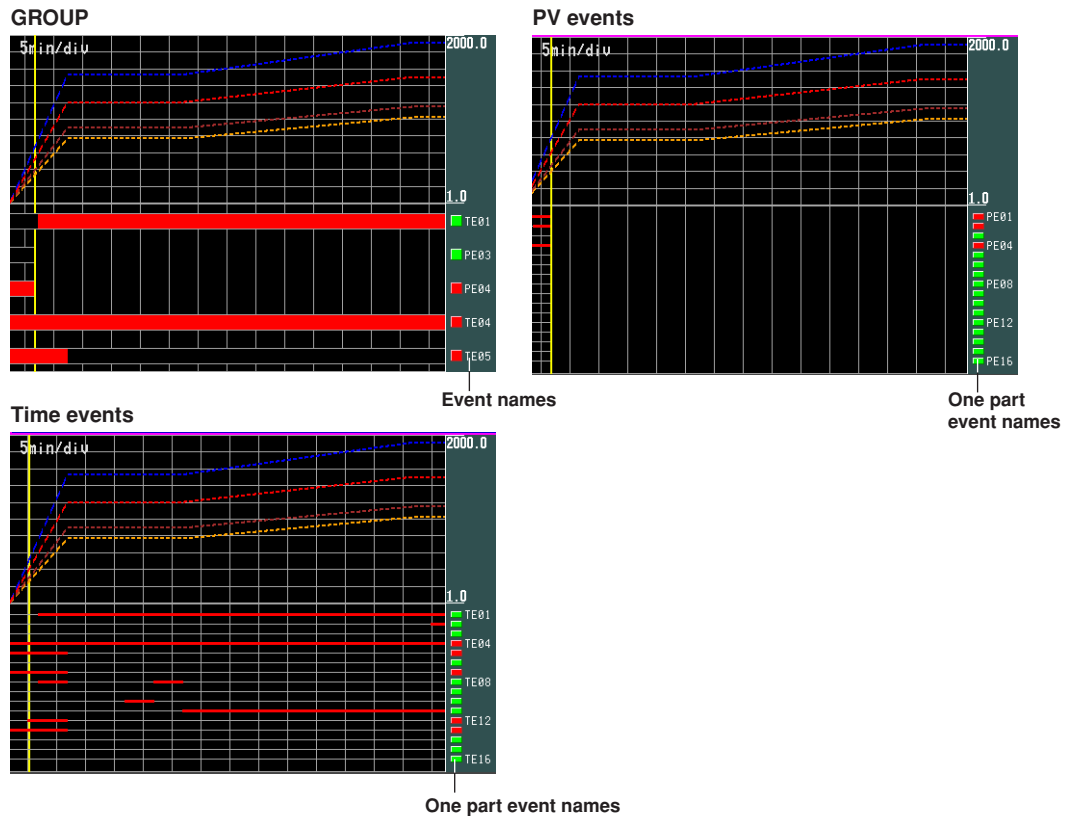 GROUP
5min/div
2000.0
1.0
TE01
PE03
PE04
TE04
TE05
Event names
PV events
5min/div
2000.0
1.0
PE01
PE04
PE08
PE12
PE16
One part
event names
Time events
5min/div
2000.0
1.0
TE01
TE04
TE08
TE12
TE16
One part event names